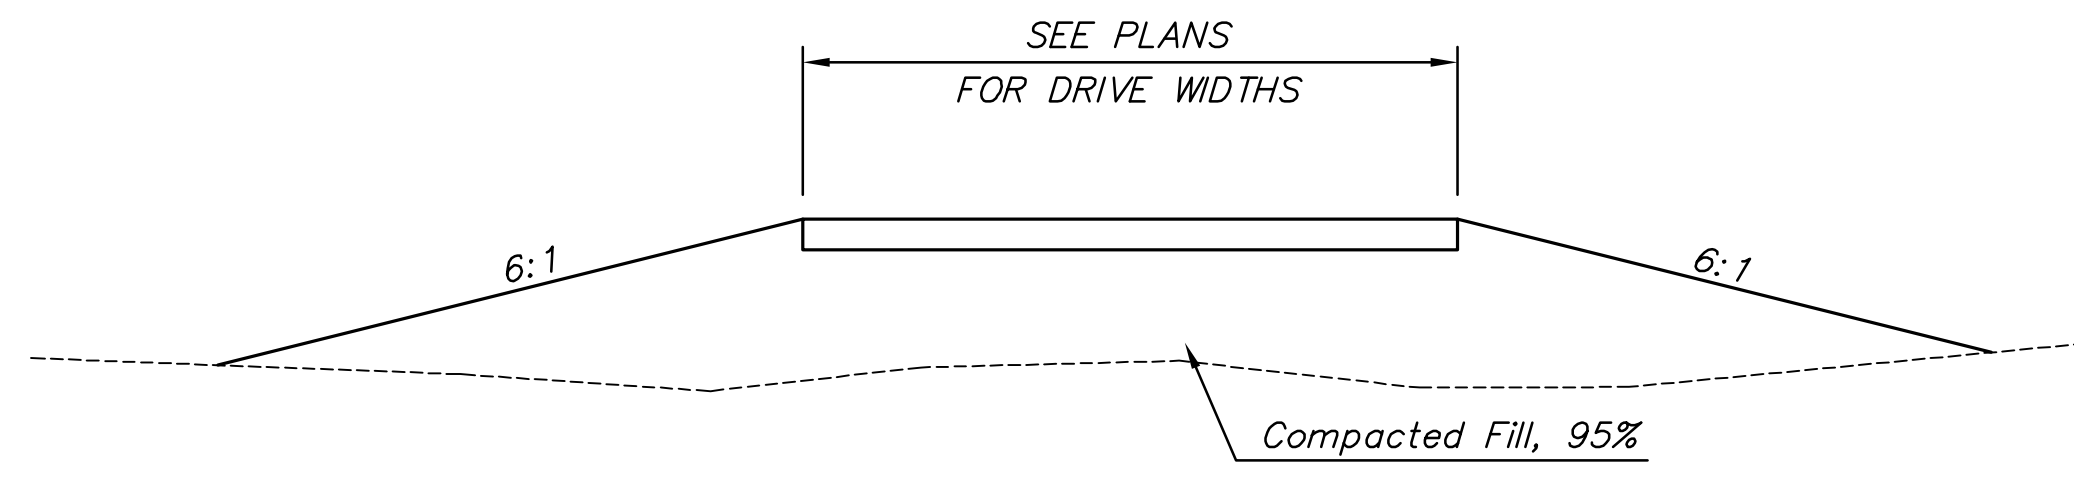 SEE PLANS
FOR DRIVE WIDTHS
6:1
6:1
Compacted Fill, 95%